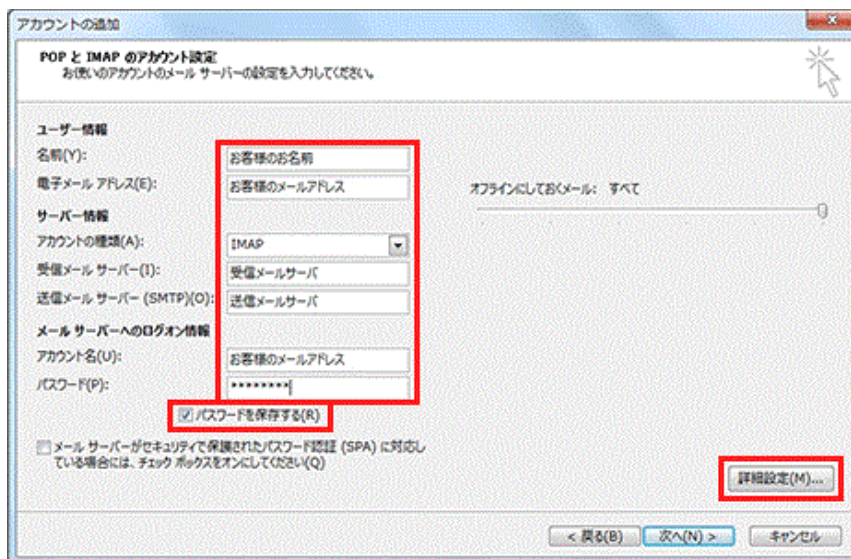 アカウントの追加
POP と IMAP のアカウント設定
お使いのアカウントのメール サーバーの設定を入力してください。
ユーザー情報
名前(Y):
お客様のお名前
電子メール アドレス(E):
お客様のメールアドレス
サーバー情報
アカウントの種類(A):
IMAP
受信メール サーバー(I):
受信メールサーバ
送信メール サーバー (SMTP)(O):
送信メールサーバ
メール サーバーへのログオン情報
アカウント名(U):
お客様のメールアドレス
パスワード(P):
********
パスワードを保存する(R)
メール サーバーがセキュリティで保護されたパスワード認証 (SPA) に対応し
ている場合には、チェック ボックスをオンにしてください(Q)
オフラインにしておくメール: すべて
詳細設定(M)...
< 戻る(B)
次へ(N) >
キャンセル